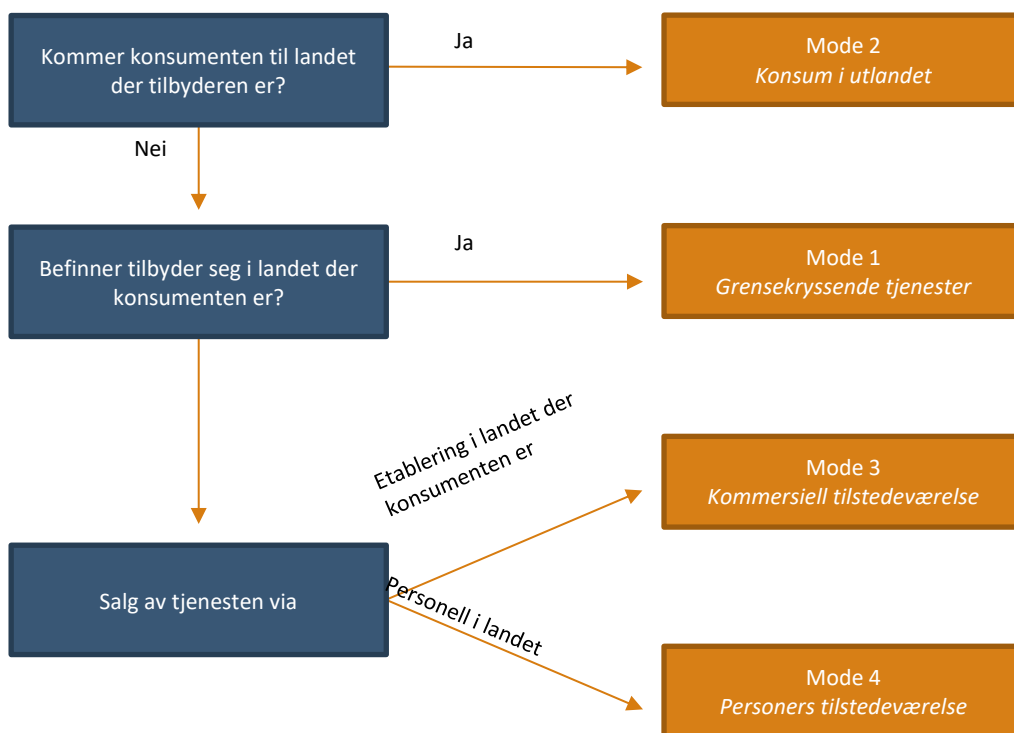 Kommer konsumenten til landet
der tilbyderen er?
Ja
Mode 2
Konsum i utlandet
Nei
Befinner tilbyder seg i landet der
konsumenten er?
Ja
Mode 1
Grensekryssende tjenester
Etablering i landet der
konsumenten er
Mode 3
Kommersiell tilstedeværelse
Salg av tjenesten via
Personell i landet
Mode 4
Personers tilstedeværelse